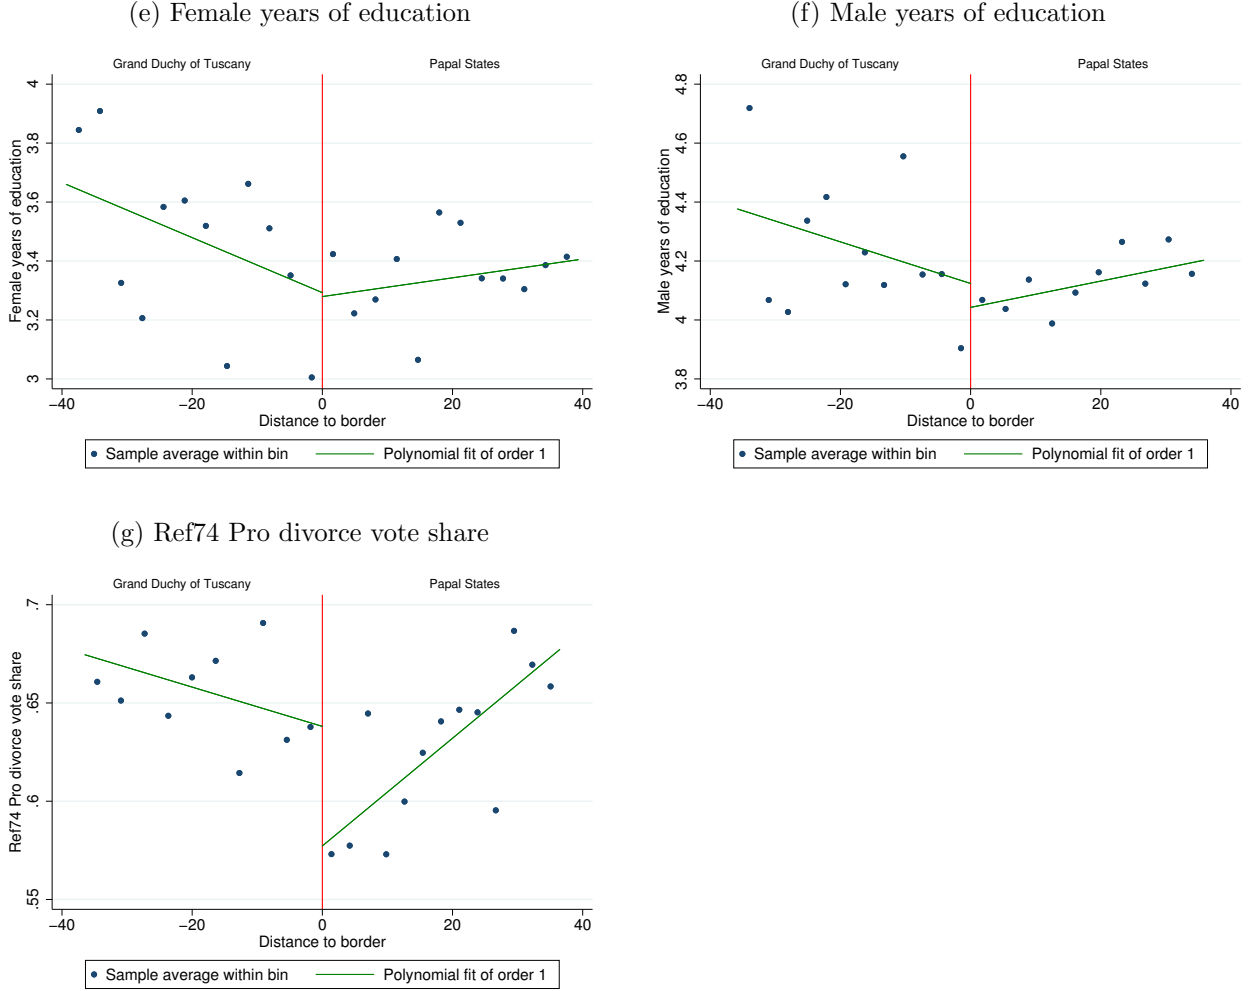 (e) Female years of education
Grand Duchy of Tuscany Papal States
Female years of education
4
3.8
3.6
3.4
3.2
3
−40 −20 0 20 40
Distance to border
Sample average within bin Polynomial fit of order 1
(f) Male years of education
Grand Duchy of Tuscany Papal States
Male years of education
4.8
4.6
4.4
4.2
4
3.8
−40 −20 0 20 40
Distance to border
Sample average within bin Polynomial fit of order 1
(g) Ref74 Pro divorce vote share
Grand Duchy of Tuscany Papal States
Ref74 Pro divorce vote share
.7
.65
.6
.55
−40 −20 0 20 40
Distance to border
Sample average within bin Polynomial fit of order 1